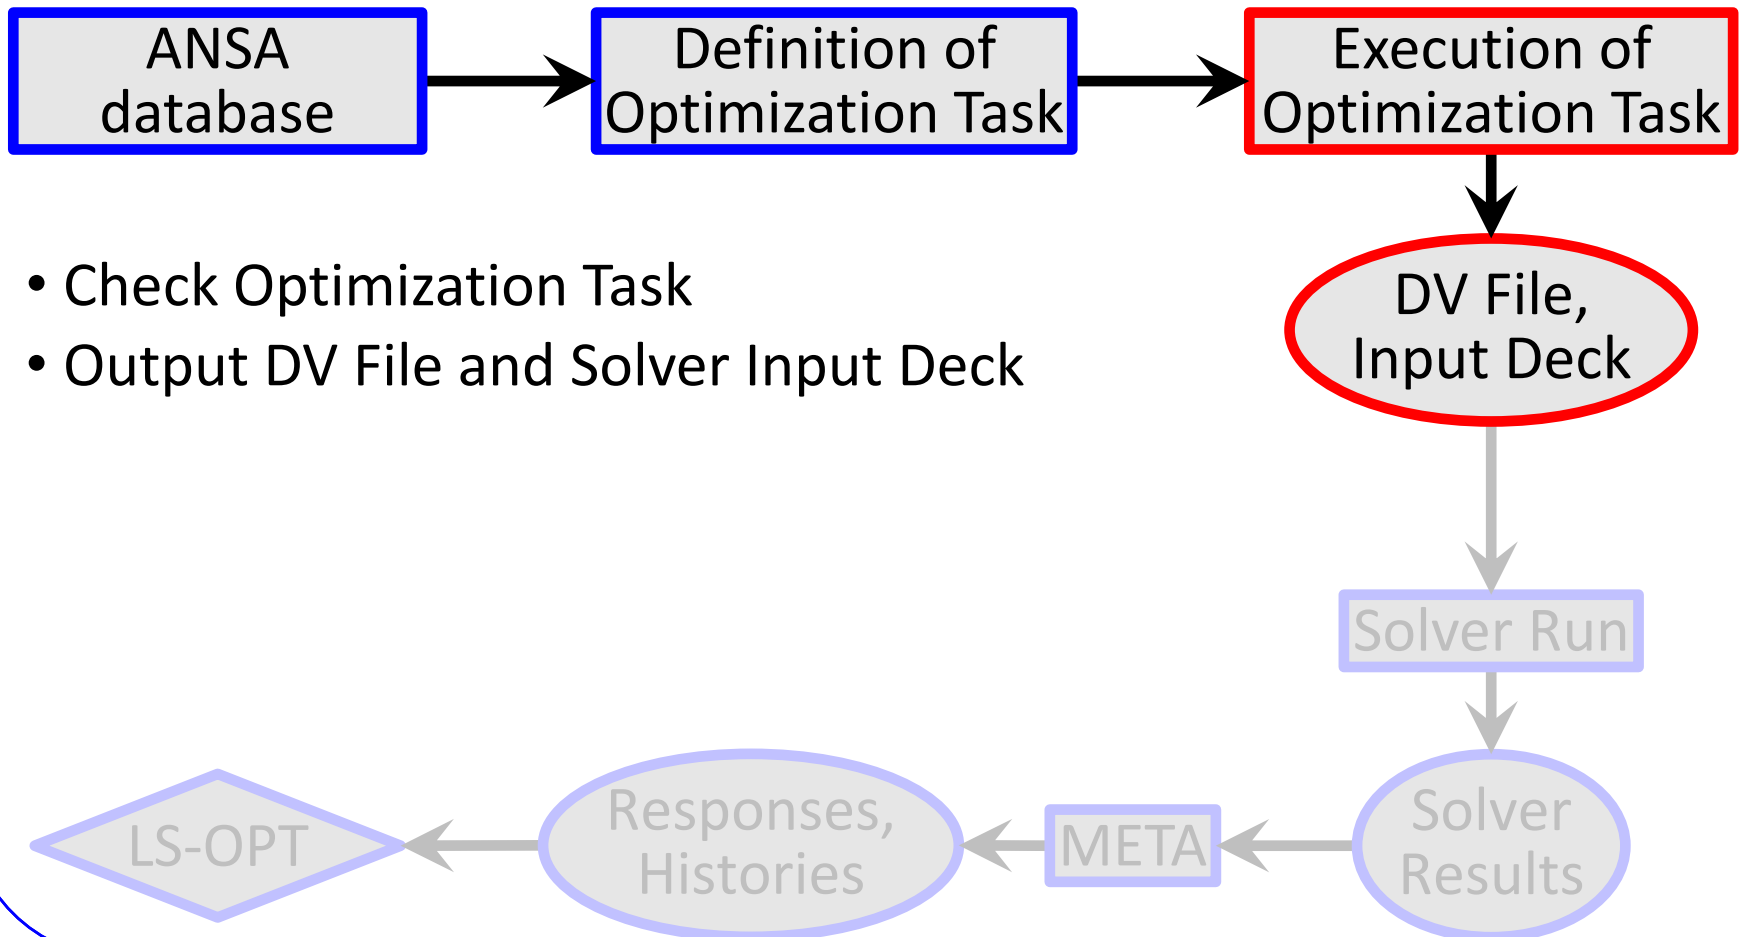 ANSA
database
Definition of
Optimization Task
Execution of
Optimization Task
• Check Optimization Task
• Output DV File and Solver Input Deck
DV File,
Input Deck
Solver Run
Solver
Results
META
Responses,
Histories
LS-OPT